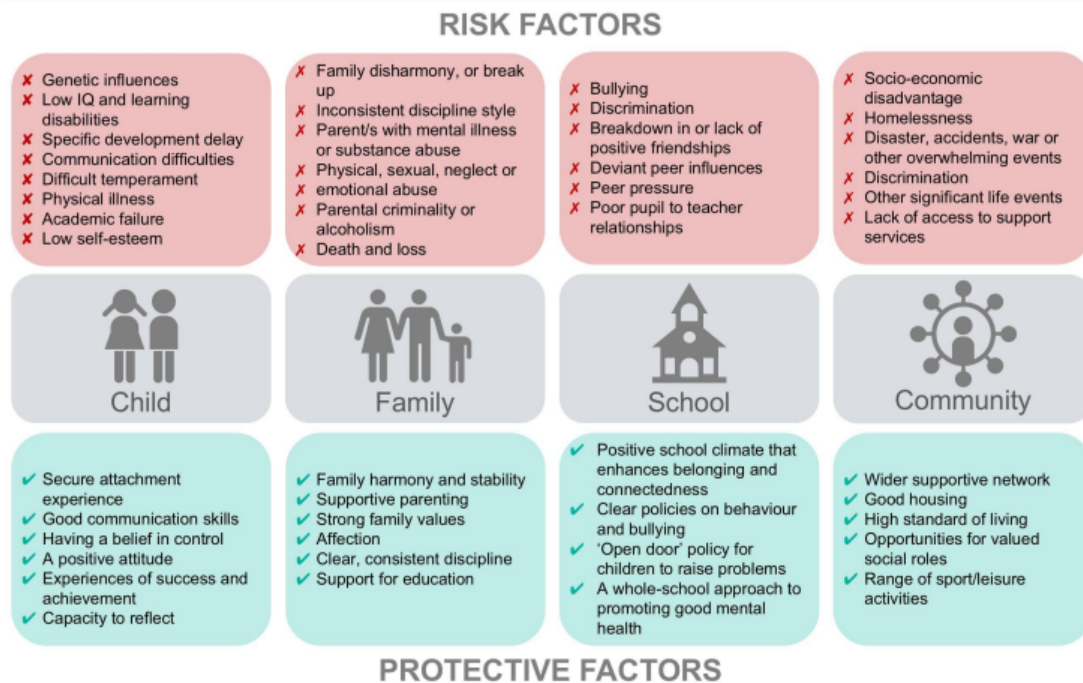 RISK FACTORS
✗ Genetic influences
✗ Low IQ and learning
disabilities
✗ Specific development delay
✗ Communication difficulties
✗ Difficult temperament
✗ Physical illness
✗ Academic failure
✗ Low self-esteem
✗ Family disharmony, or break
up
✗ Inconsistent discipline style
✗ Parent/s with mental illness
✗ or substance abuse
✗ Physical, sexual, neglect or
✗ emotional abuse
✗ Parental criminality or
alcoholism
✗ Death and loss
✗ Bullying
✗ Discrimination
✗ Breakdown in or lack of
positive friendships
✗ Deviant peer influences
✗ Peer pressure
✗ Poor pupil to teacher
relationships
✗ Socio-economic
disadvantage
✗ Homelessness
✗ Disaster, accidents, war or
other overwhelming events
✗ Discrimination
✗ Other significant life events
✗ Lack of access to support
services
Child
Family
School
Community
✔ Secure attachment
experience
✔ Good communication skills
✔ Having a belief in control
✔ A positive attitude
✔ Experiences of success and
achievement
✔ Capacity to reflect
✔ Family harmony and stability
✔ Supportive parenting
✔ Strong family values
✔ Affection
✔ Clear, consistent discipline
✔ Support for education
✔ Positive school climate that
enhances belonging and
connectedness
✔ Clear policies on behaviour
and bullying
✔ ‘Open door’ policy for
children to raise problems
✔ A whole-school approach to
promoting good mental
health
✔ Wider supportive network
✔ Good housing
✔ High standard of living
✔ Opportunities for valued
social roles
✔ Range of sport/leisure
activities
PROTECTIVE FACTORS